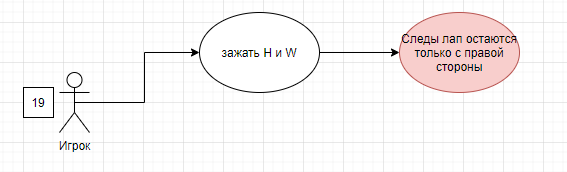 19
Игрок
зажать H и W
Следы лап остаются
только с правой
стороны